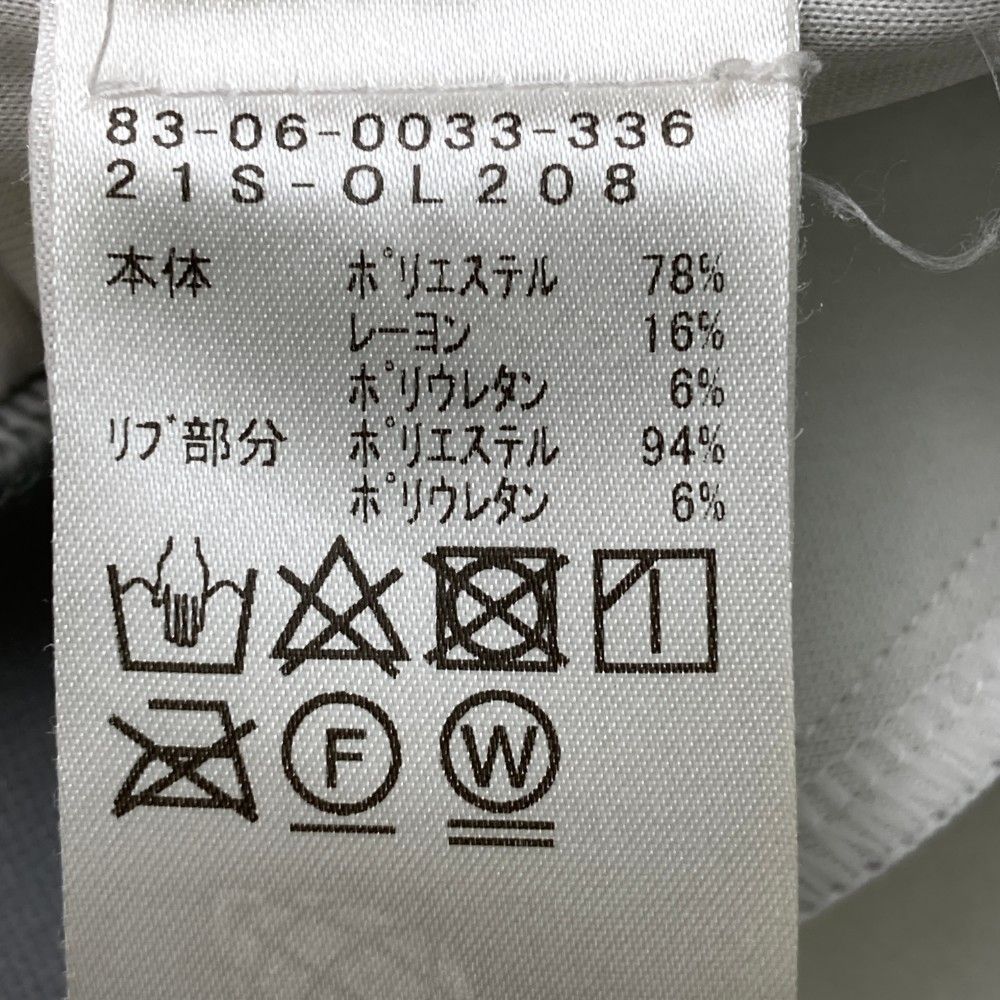 83-06-0033-336
21S-OL208
本体 ポリエステル 78%
レーヨン 16%
ポリウレタン 6%
リブ部分 ポリエステル 94%
ポリウレタン 6%
F
W